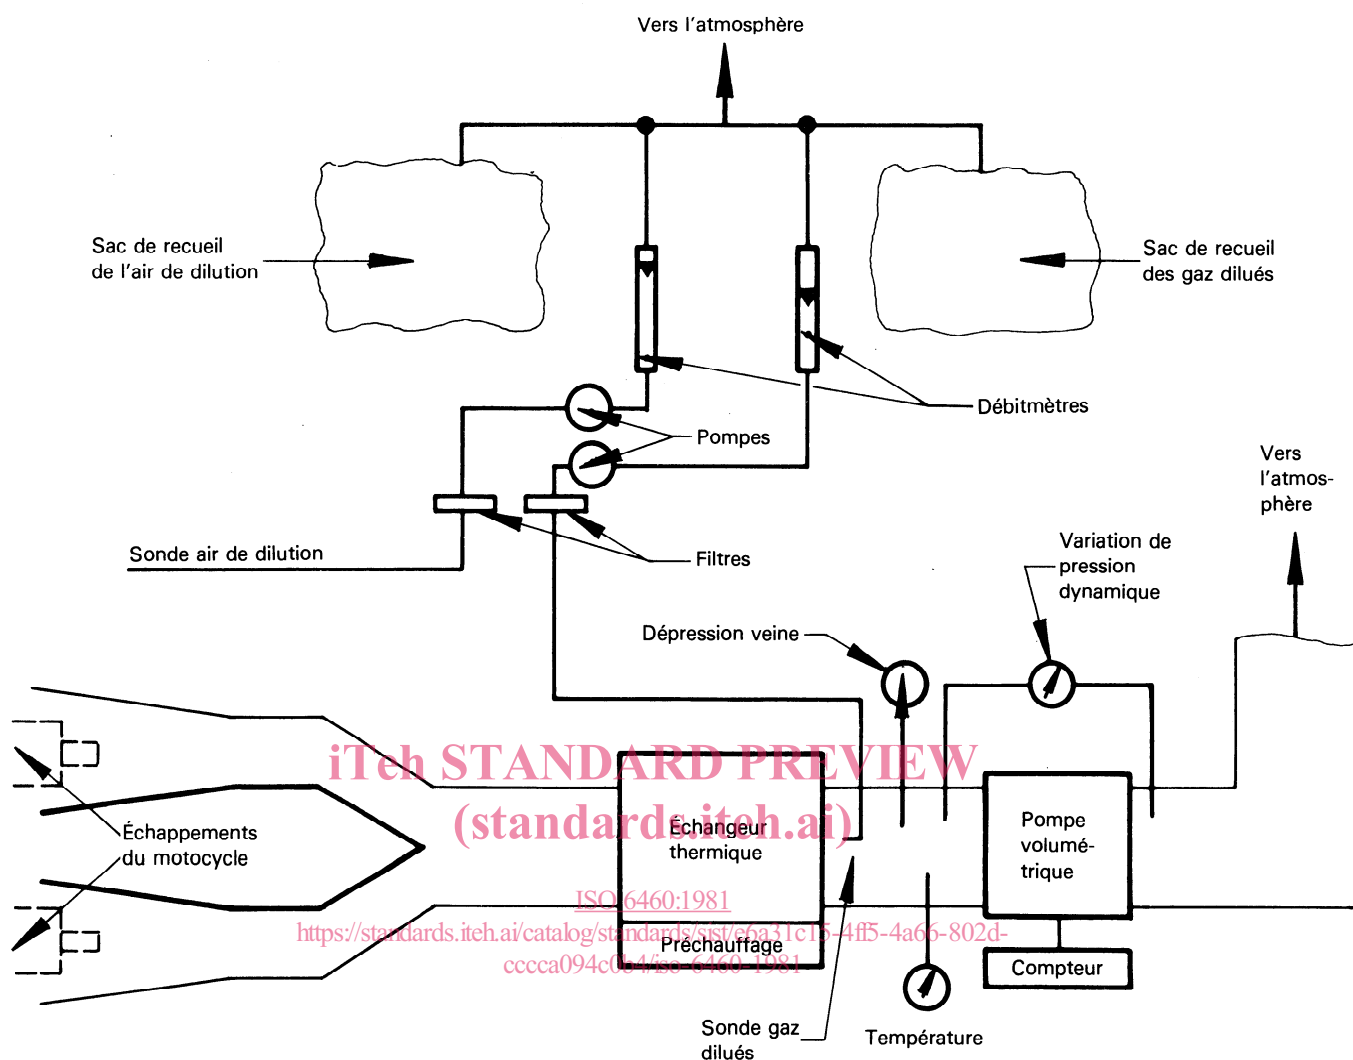 Vers l'atmosphère
Sac de recueil
de l'air de dilution
Sac de recueil
des gaz dilués
Débitmètres
Pompes
Vers
l'atmos-
phère
Sonde air de dilution
Filtres
Variation de
pression
dynamique
Dépression veine
iTeh STANDARD PREVIEW
(standards.iteh.ai)
Échappements
du motocycle
Échangeur
thermique
Pompe
volumé-
trique
ISO 6460:1981
https://standards.iteh.ai/catalog/standards/sist/e6a31c15-4ff5-4a66-802d-
cccca094c0b4/iso-6460-1981
Préchauffage
Compteur
Sonde gaz
dilués
Température